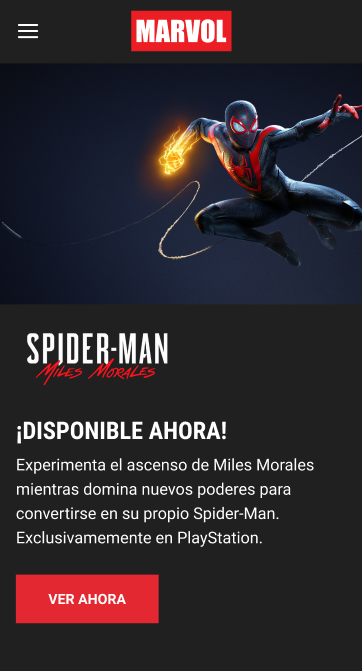 MARVOL
SPIDER-MAN
MILES MORALES
¡DISPONIBLE AHORA!
Experimenta el ascenso de Miles Morales
mientras domina nuevos poderes para
convertirse en su propio Spider-Man.
Exclusivamemente en PlayStation.
VER AHORA